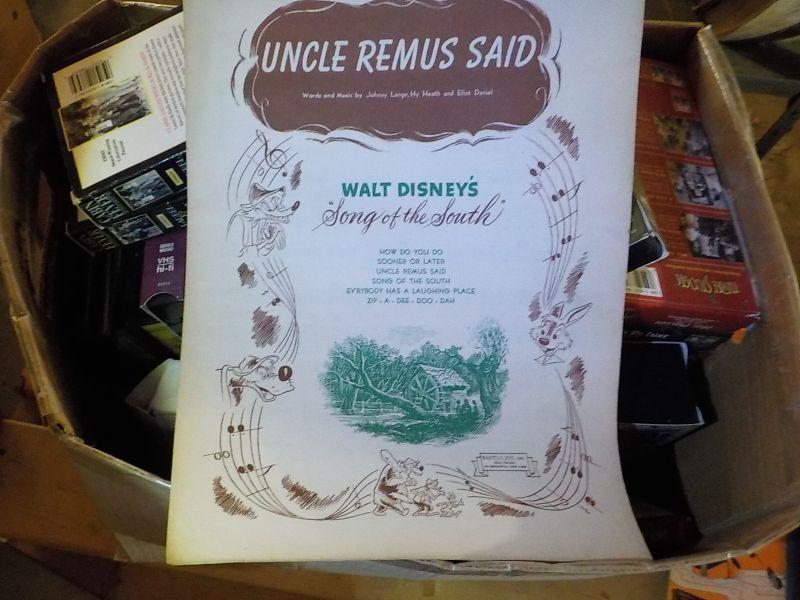 UNCLE REMUS SAID
Words and Music by Johnny Lange, Hy Heath and Eliot Daniel
WALT DISNEY'S
"Song of the South"
HOW DO YOU DO
SOONER OR LATER
UNCLE REMUS SAID
SONG OF THE SOUTH
EV'RYBODY HAS A LAUGHING PLACE
ZIP - A - DEE - DOO - DAH
VHS
hi-fi